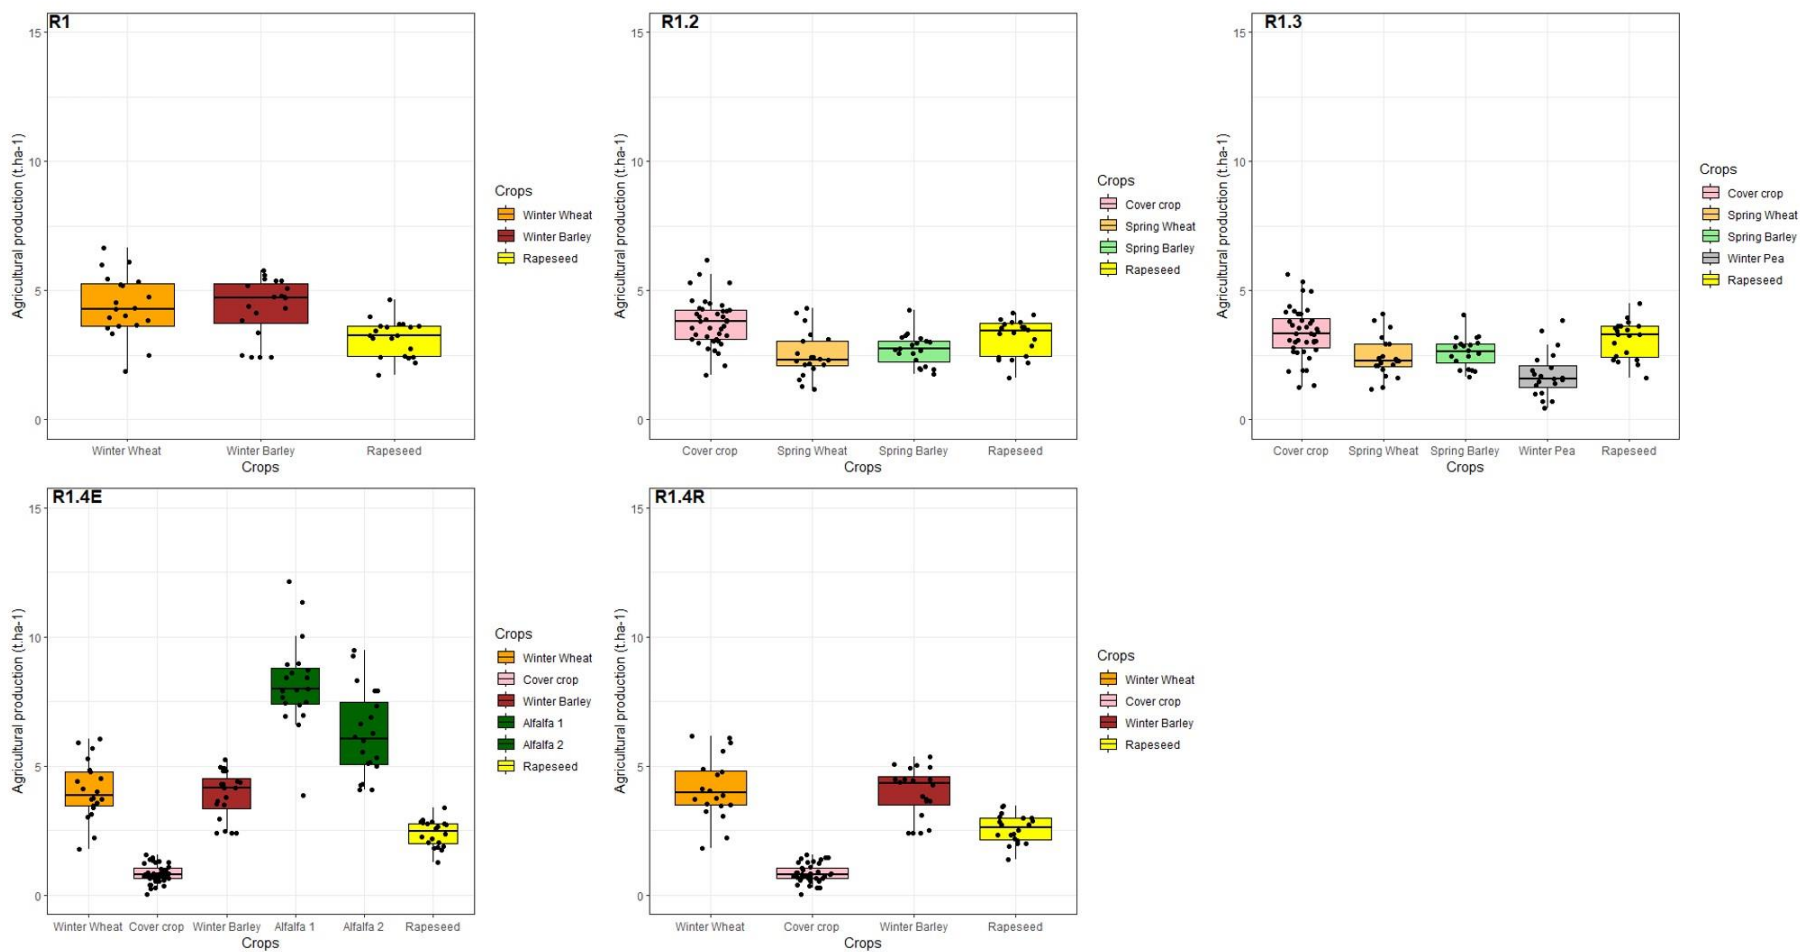 R1
15
10
5
0
Agricultural production (t.ha-1)
Winter Wheat Winter Barley Rapeseed
Crops
Crops
Winter Wheat
Winter Barley
Rapeseed
R1.2
15
10
5
0
Agricultural production (t.ha-1)
Cover crop Spring Wheat Spring Barley Rapeseed
Crops
Crops
Cover crop
Spring Wheat
Spring Barley
Rapeseed
R1.3
15
10
5
0
Agricultural production (t.ha-1)
Cover crop Spring Wheat Spring Barley Winter Pea Rapeseed
Crops
Crops
Cover crop
Spring Wheat
Spring Barley
Winter Pea
Rapeseed
R1.4E
15
10
5
0
Agricultural production (t.ha-1)
Winter Wheat Cover crop Winter Barley Alfalfa 1 Alfalfa 2 Rapeseed
Crops
Crops
Winter Wheat
Cover crop
Winter Barley
Alfalfa 1
Alfalfa 2
Rapeseed
R1.4R
15
10
5
0
Agricultural production (t.ha-1)
Winter Wheat Cover crop Winter Barley Rapeseed
Crops
Crops
Winter Wheat
Cover crop
Winter Barley
Rapeseed